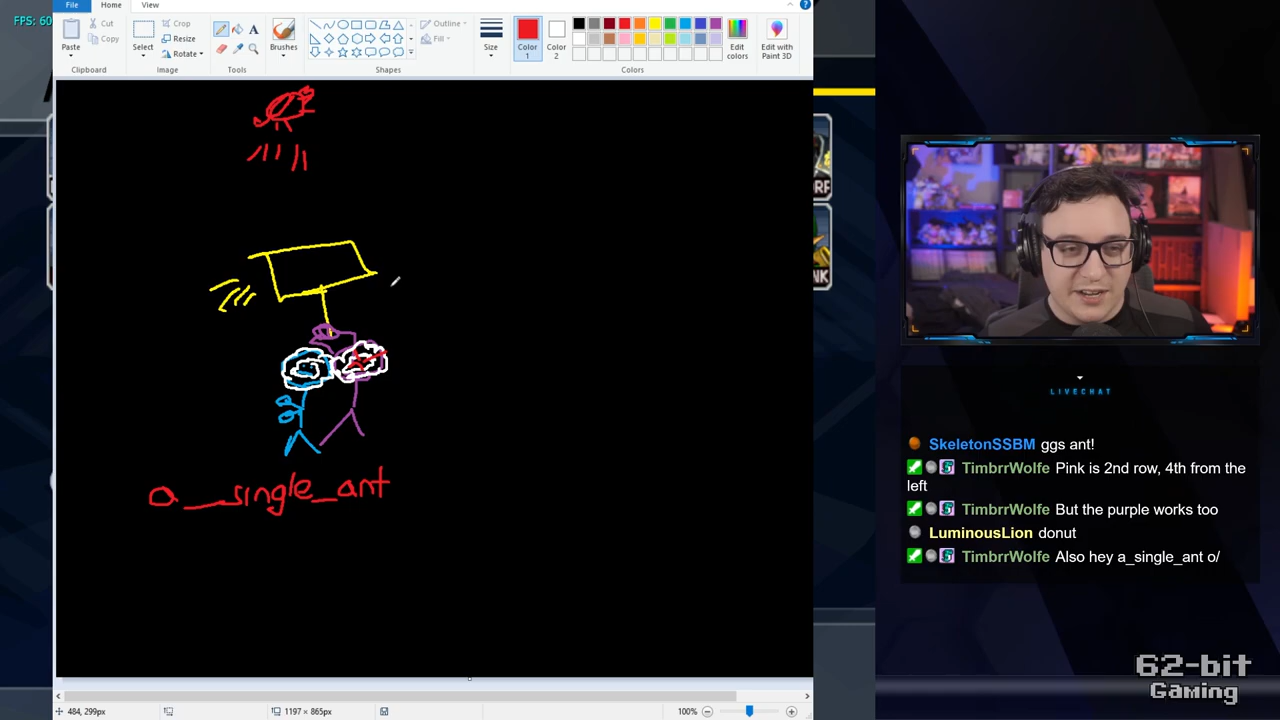 FPS: 60
File
Home
View
Cut
Copy
Paste
Clipboard
Crop
Resize
Rotate
Select
Image
Tools
Brushes
Outline
Fill
Shapes
Size
Color
1
Color
2
Edit
colors
Edit with
Paint 3D
Colors
a__single_ant
LIVECHAT
SkeletonSSBM ggs ant!
TimbrrWolfe Pink is 2nd row, 4th from the
left
TimbrrWolfe But the purple works too
LuminousLion donut
TimbrrWolfe Also hey a_single_ant o/
62-bit
Gaming
484, 299px
1197 × 865px
100%